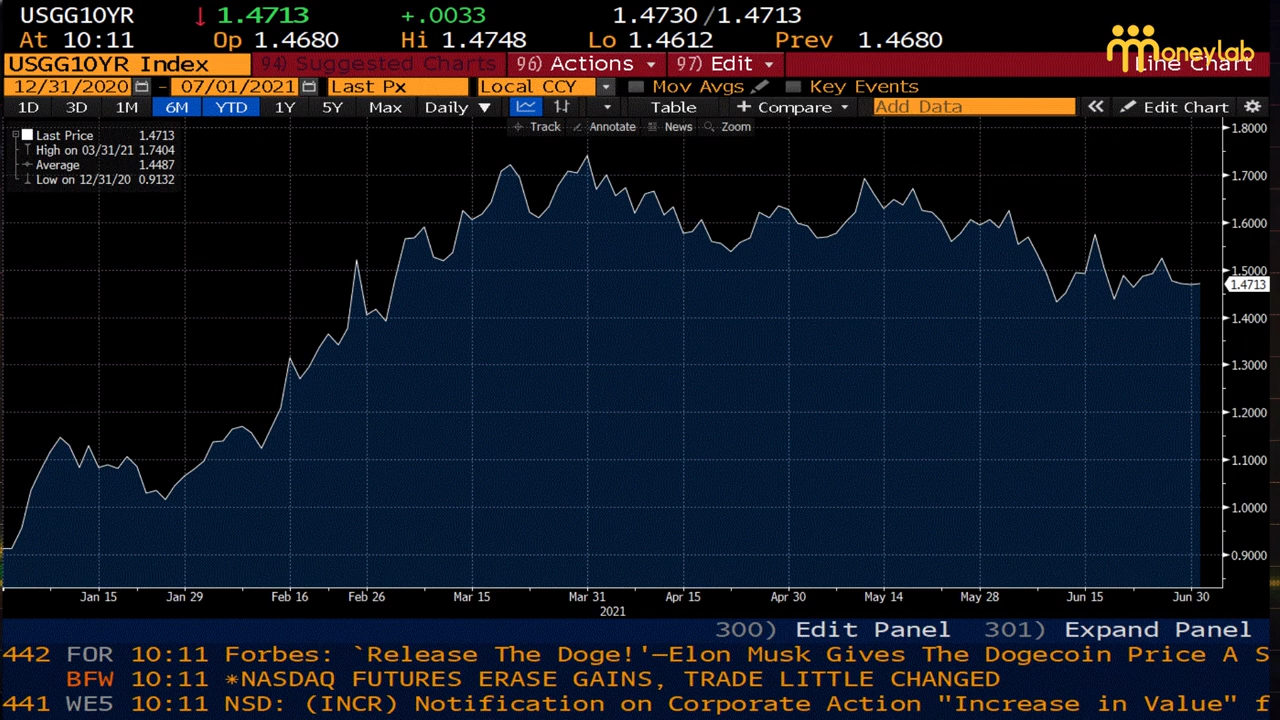 USGG10YR ↓ 1.4713 +.0033 1.4730 /1.4713
At 10:11 Op 1.4680 Hi 1.4748 Lo 1.4612 Prev 1.4680
moneylab
USGG10YR Index 94) Suggested Charts 96) Actions 97) Edit Line Chart
12/31/2020 - 07/01/2021 Last Px Local CCY Mov Avgs Key Events
1D 3D 1M 6M YTD 1Y 5Y Max Daily ▼ Table + Compare Add Data « Edit Chart
Track Annotate News Zoom
Last Price 1.4713
High on 03/31/21 1.7404
Average 1.4487
Low on 12/31/20 0.9132
1.8000
1.7000
1.6000
1.5000
1.4713
1.4000
1.3000
1.2000
1.1000
1.0000
0.9000
Jan 15 Jan 29 Feb 16 Feb 26 Mar 15 Mar 31 Apr 15 Apr 30 May 14 May 28 Jun 15 Jun 30
2021
300) Edit Panel 301) Expand Panel
442 FOR 10:11 Forbes: `Release The Doge!'—Elon Musk Gives The Dogecoin Price A S
BFW 10:11 *NASDAQ FUTURES ERASE GAINS, TRADE LITTLE CHANGED
441 WES 10:11 NSD: (INCR) Notification on Corporate Action "Increase in Value" f